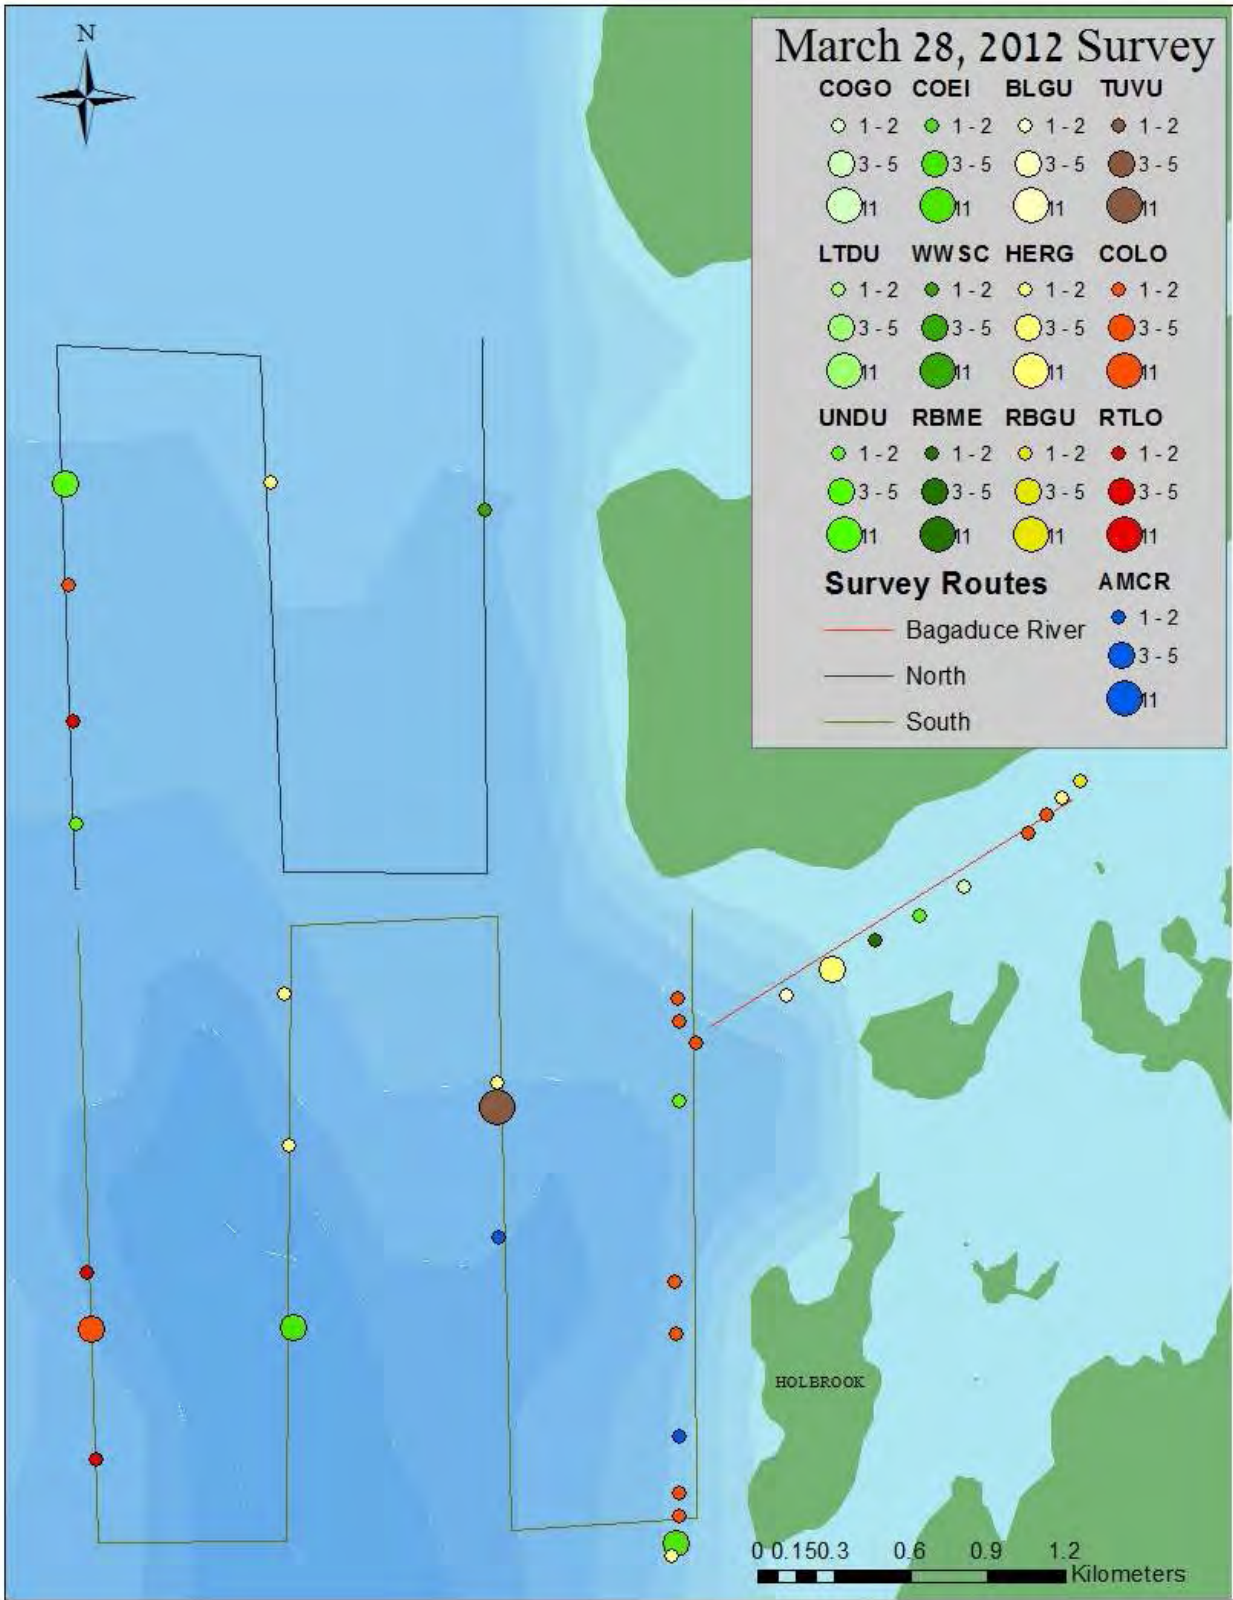 N
March 28, 2012 Survey
COGO COEI BLGU TUVU
1 - 2 1 - 2 1 - 2 1 - 2
3 - 5 3 - 5 3 - 5 3 - 5
11 11 11 11
LTDU WWSC HERG COLO
1 - 2 1 - 2 1 - 2 1 - 2
3 - 5 3 - 5 3 - 5 3 - 5
11 11 11 11
UNDU RBME RBGU RTLO
1 - 2 1 - 2 1 - 2 1 - 2
3 - 5 3 - 5 3 - 5 3 - 5
11 11 11 11
Survey Routes AMCR
1 - 2
Bagaduce River
3 - 5
North
11
South
HOLBROOK
0 0.15 0.3 0.6 0.9 1.2
Kilometers